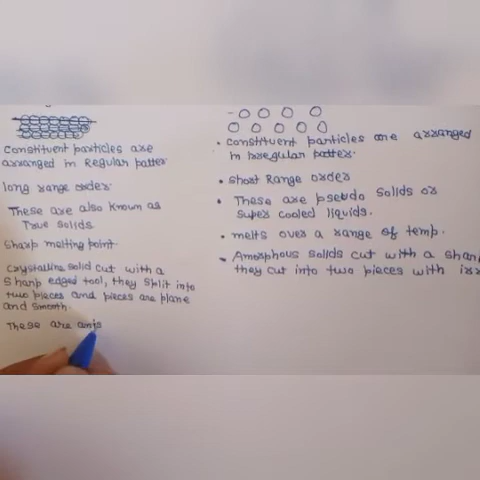 Constituent particles are
arranged in Regular patter
long range order.
These are also known as
True solids.
Sharp melting point
Crystalline solid cut with a
Sharp edged tool, they split into
two pieces and pieces are plane
and smooth.
These are anis
• constituent particles are arranged
in Irregular patter.
• Short Range order
• These are pseudo Solids or
super cooled liquids.
• melts over a range of temp.
• Amorphous solids cut with a sharp
they cut into two pieces with irr